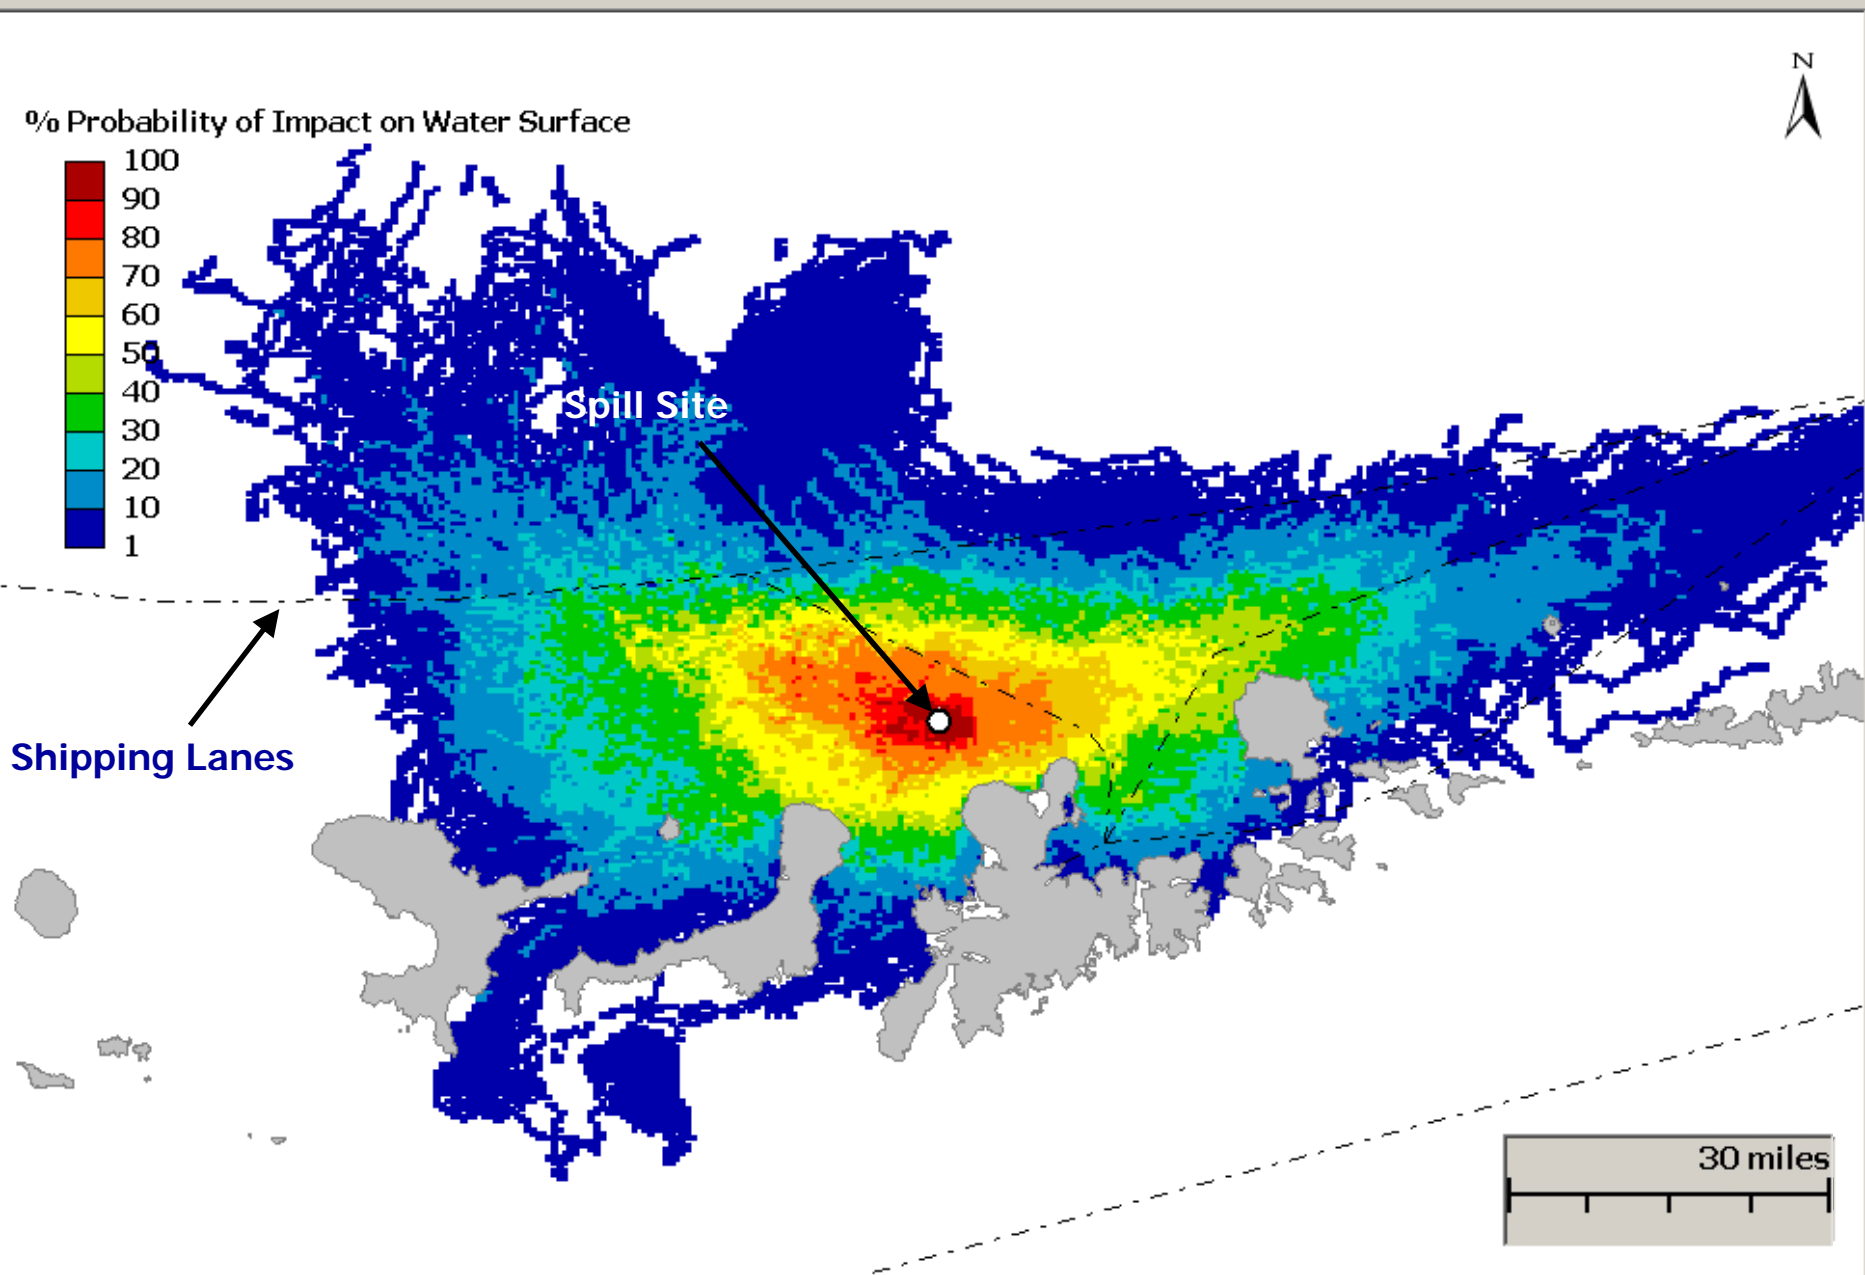 N
% Probability of Impact on Water Surface
100
90
80
70
60
50
40
30
20
10
1
Spill Site
Shipping Lanes
30 miles